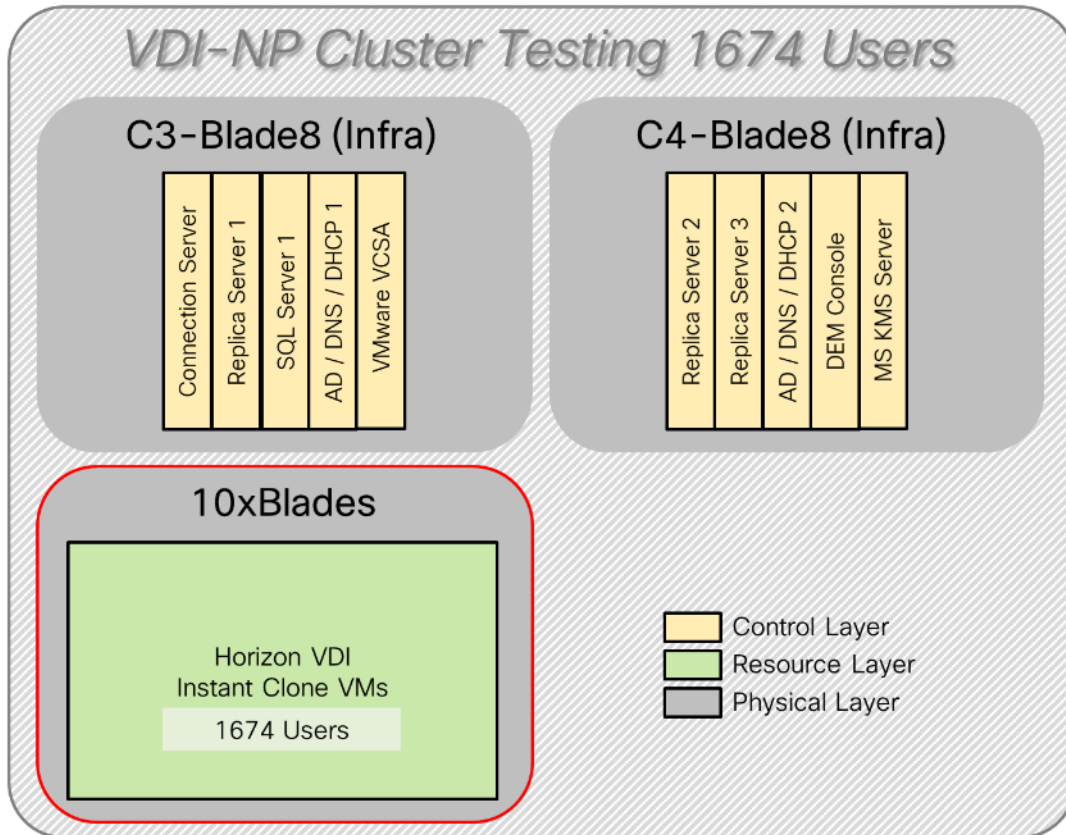 VDI-NP Cluster Testing 1674 Users
C3-Blade8 (Infra)
Connection Server
Replica Server 1
SQL Server 1
AD / DNS / DHCP 1
VMware VCSA
C4-Blade8 (Infra)
Replica Server 2
Replica Server 3
AD / DNS / DHCP 2
DEM Console
MS KMS Server
10xBlades
Horizon VDI
Instant Clone VMs
1674 Users
Control Layer
Resource Layer
Physical Layer